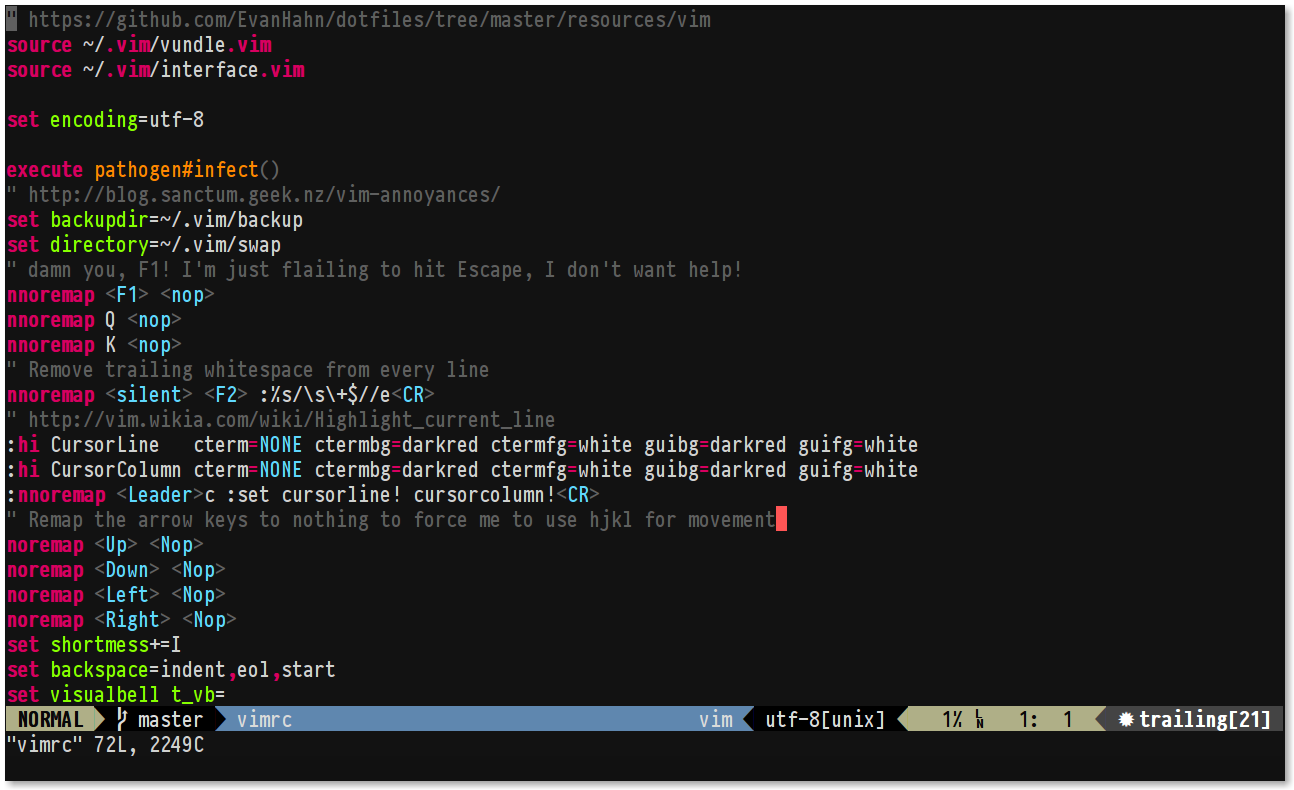 " https://github.com/EvanHahn/dotfiles/tree/master/resources/vim
source ~/.vim/vundle.vim
source ~/.vim/interface.vim

set encoding=utf-8

execute pathogen#infect()
" http://blog.sanctum.geek.nz/vim-annoyances/
set backupdir=~/.vim/backup
set directory=~/.vim/swap
" damn you, F1! I'm just flailing to hit Escape, I don't want help!
nnoremap <F1> <nop>
nnoremap Q <nop>
nnoremap K <nop>
" Remove trailing whitespace from every line
nnoremap <silent> <F2> :%s/\s\+$//e<CR>
" http://vim.wikia.com/wiki/Highlight_current_line
:hi CursorLine   cterm=NONE ctermbg=darkred ctermfg=white guibg=darkred guifg=white
:hi CursorColumn cterm=NONE ctermbg=darkred ctermfg=white guibg=darkred guifg=white
:nnoremap <Leader>c :set cursorline! cursorcolumn!<CR>
" Remap the arrow keys to nothing to force me to use hjkl for movement
noremap <Up> <Nop>
noremap <Down> <Nop>
noremap <Left> <Nop>
noremap <Right> <Nop>
set shortmess+=I
set backspace=indent,eol,start
set visualbell t_vb=
NORMAL master vimrc vim utf-8[unix] 1% LN 1: 1 ✹trailing[21]
"vimrc" 72L, 2249C